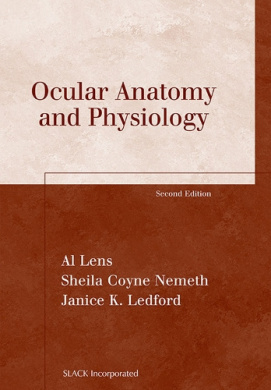 Ocular Anatomy
and Physiology
Second Edition
Al Lens
Sheila Coyne Nemeth
Janice K. Ledford
SLACK Incorporated